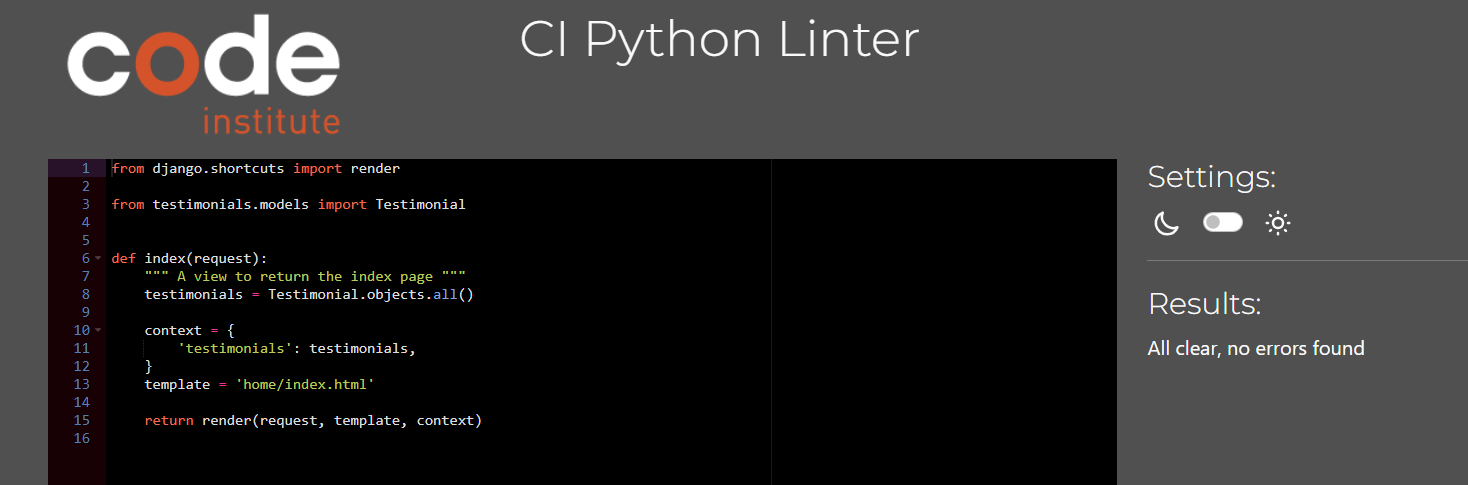 code
institute
CI Python Linter
1 from django.shortcuts import render
2
3 from testimonials.models import Testimonial
4
5
6 def index(request):
7     """ A view to return the index page """
8     testimonials = Testimonial.objects.all()
9
10     context = {
11         'testimonials': testimonials,
12     }
13     template = 'home/index.html'
14
15     return render(request, template, context)
16
Settings:
Results:
All clear, no errors found